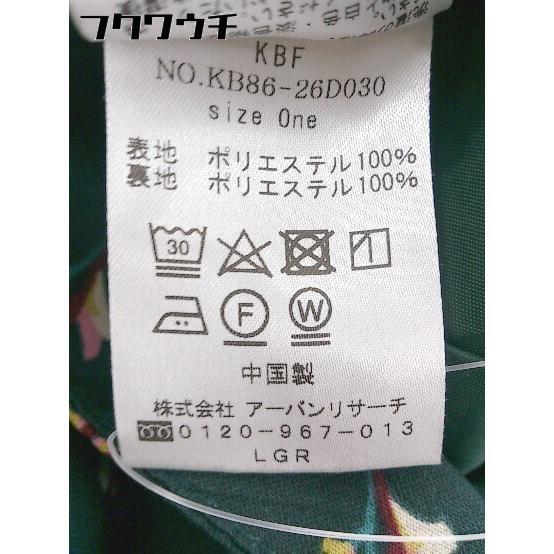 フクワウチ
KBF
NO.KB86-26D030
size One
表地 ポリエステル100%
裏地 ポリエステル100%
30
F W
中国製
株式会社 アーバンリサーチ
0120-967-013
LGR